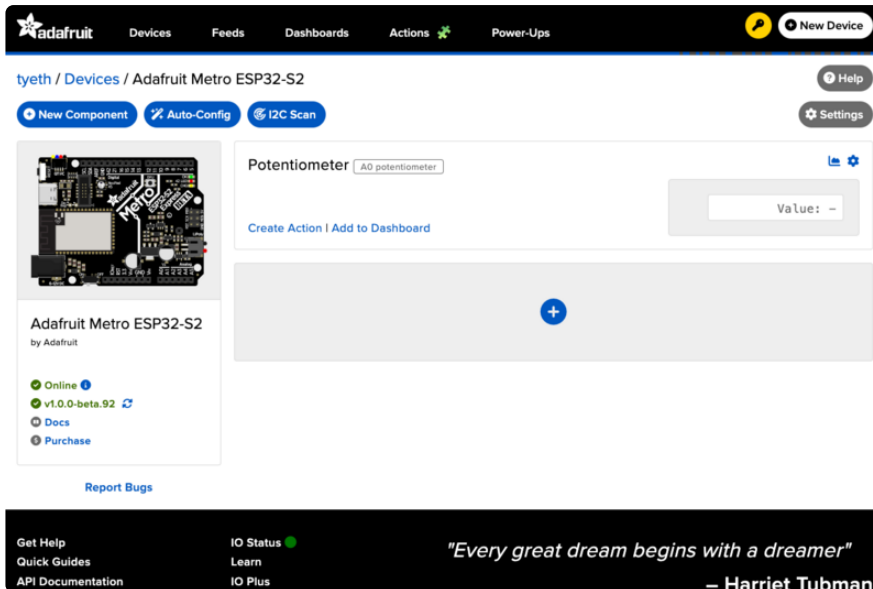 adafruit Devices Feeds Dashboards Actions Power-Ups New Device
tyeth / Devices / Adafruit Metro ESP32-S2 Help
New Component Auto-Config I2C Scan Settings
Potentiometer A0 potentiometer
Value: –
Create Action | Add to Dashboard
Adafruit Metro ESP32-S2
by Adafruit
Online
v1.0.0-beta.92
Docs
Purchase
Report Bugs
Get Help
Quick Guides
API Documentation
IO Status
Learn
IO Plus
"Every great dream begins with a dreamer"
– Harriet Tubman